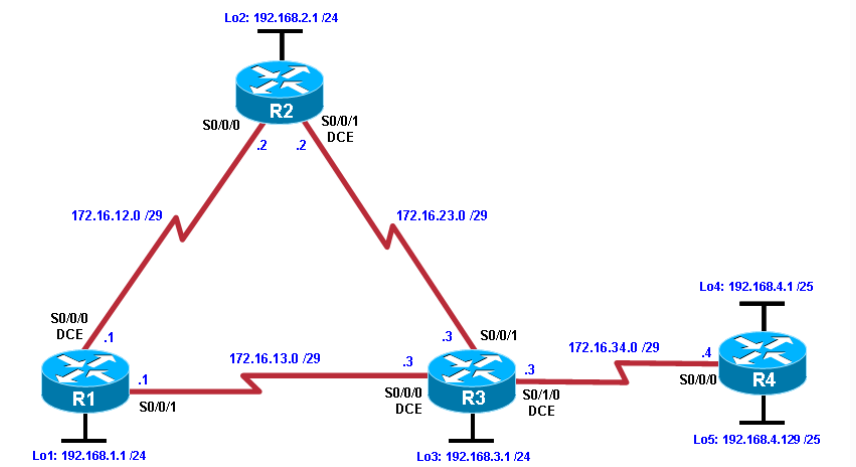 Lo2: 192.168.2.1 /24
R2
S0/0/0
S0/0/1
DCE
.2
.2
172.16.12.0 /29
172.16.23.0 /29
Lo4: 192.168.4.1 /25
S0/0/0
DCE
.1
.3
S0/0/1
172.16.13.0 /29
172.16.34.0 /29
.3
.3
.4
R1
.1
S0/0/1
S0/0/0
DCE
R3
S0/1/0
DCE
S0/0/0
R4
Lo1: 192.168.1.1 /24
Lo3: 192.168.3.1 /24
Lo5: 192.168.4.129 /25